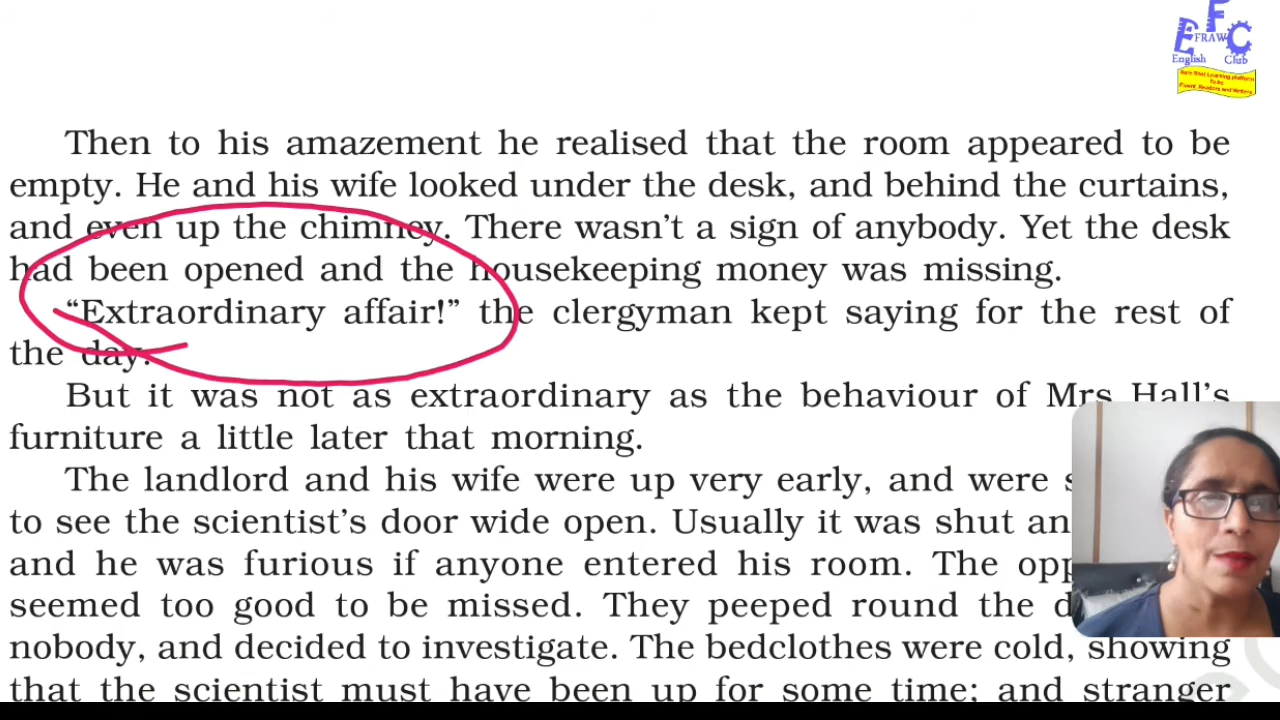 EFC
EFRAW
English Club
Then to his amazement he realised that the room appeared to be
empty. He and his wife looked under the desk, and behind the curtains,
and even up the chimney. There wasn't a sign of anybody. Yet the desk
had been opened and the housekeeping money was missing.
“Extraordinary affair!” the clergyman kept saying for the rest of
the day.
But it was not as extraordinary as the behaviour of Mrs Hall's
furniture a little later that morning.
The landlord and his wife were up very early, and were
to see the scientist's door wide open. Usually it was shut
and he was furious if anyone entered his room. The
seemed too good to be missed. They peeped round the
nobody, and decided to investigate. The bedclothes were cold, showing
that the scientist must have been up for some time; and stranger